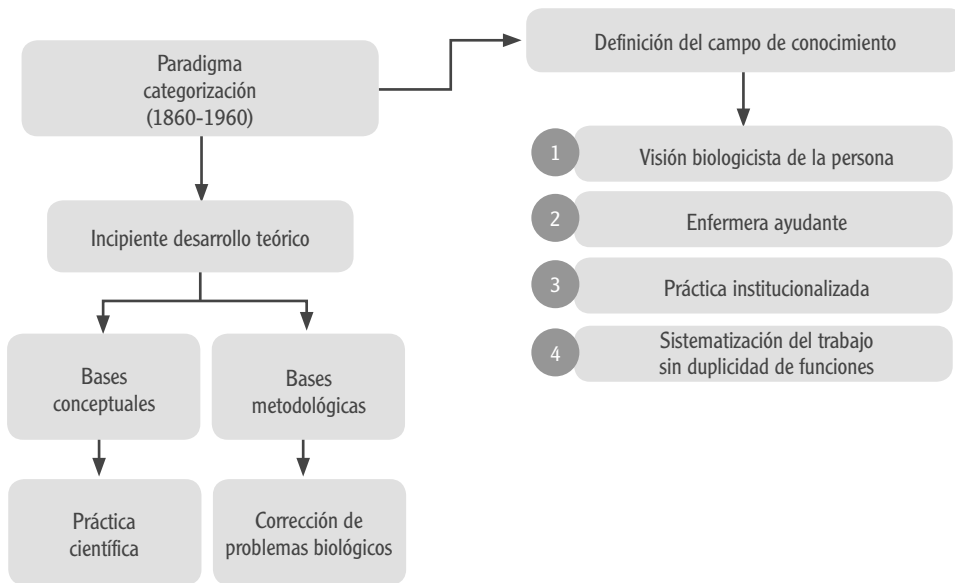 Paradigma
categorización
(1860-1960)
Incipiente desarrollo teórico
Bases
conceptuales
Bases
metodológicas
Práctica
científica
Corrección de
problemas biológicos
Definición del campo de conocimiento
1 Visión biologicista de la persona
2 Enfermera ayudante
3 Práctica institucionalizada
4 Sistematización del trabajo
sin duplicidad de funciones